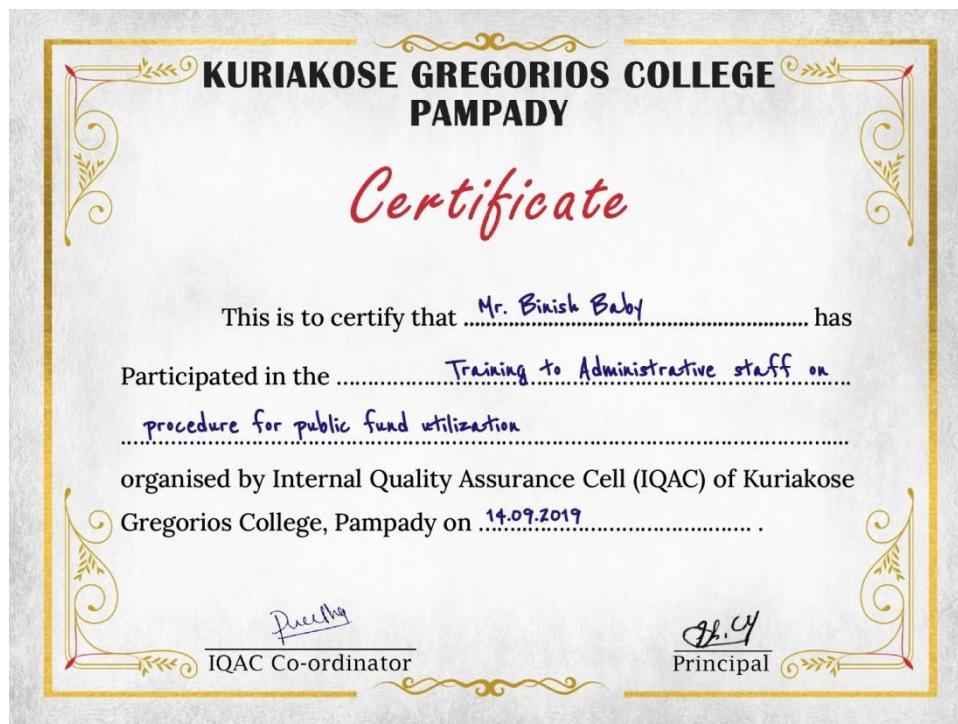 KURIAKOSE GREGORIOS COLLEGE
PAMPADY
Certificate
This is to certify that Mr. Binish Baby has
Participated in the Training to Administrative staff on
procedure for public fund utilization
organised by Internal Quality Assurance Cell (IQAC) of Kuriakose
Gregorios College, Pampady on 14.09.2019 .
IQAC Co-ordinator
Principal